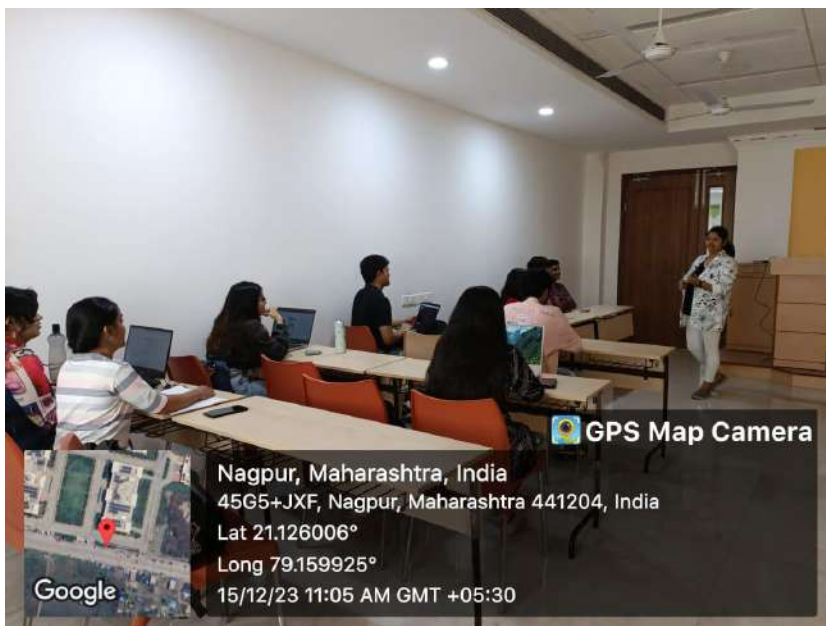 GPS Map Camera
Nagpur, Maharashtra, India
45G5+JXF, Nagpur, Maharashtra 441204, India
Lat 21.126006°
Long 79.159925°
15/12/23 11:05 AM GMT +05:30
Google